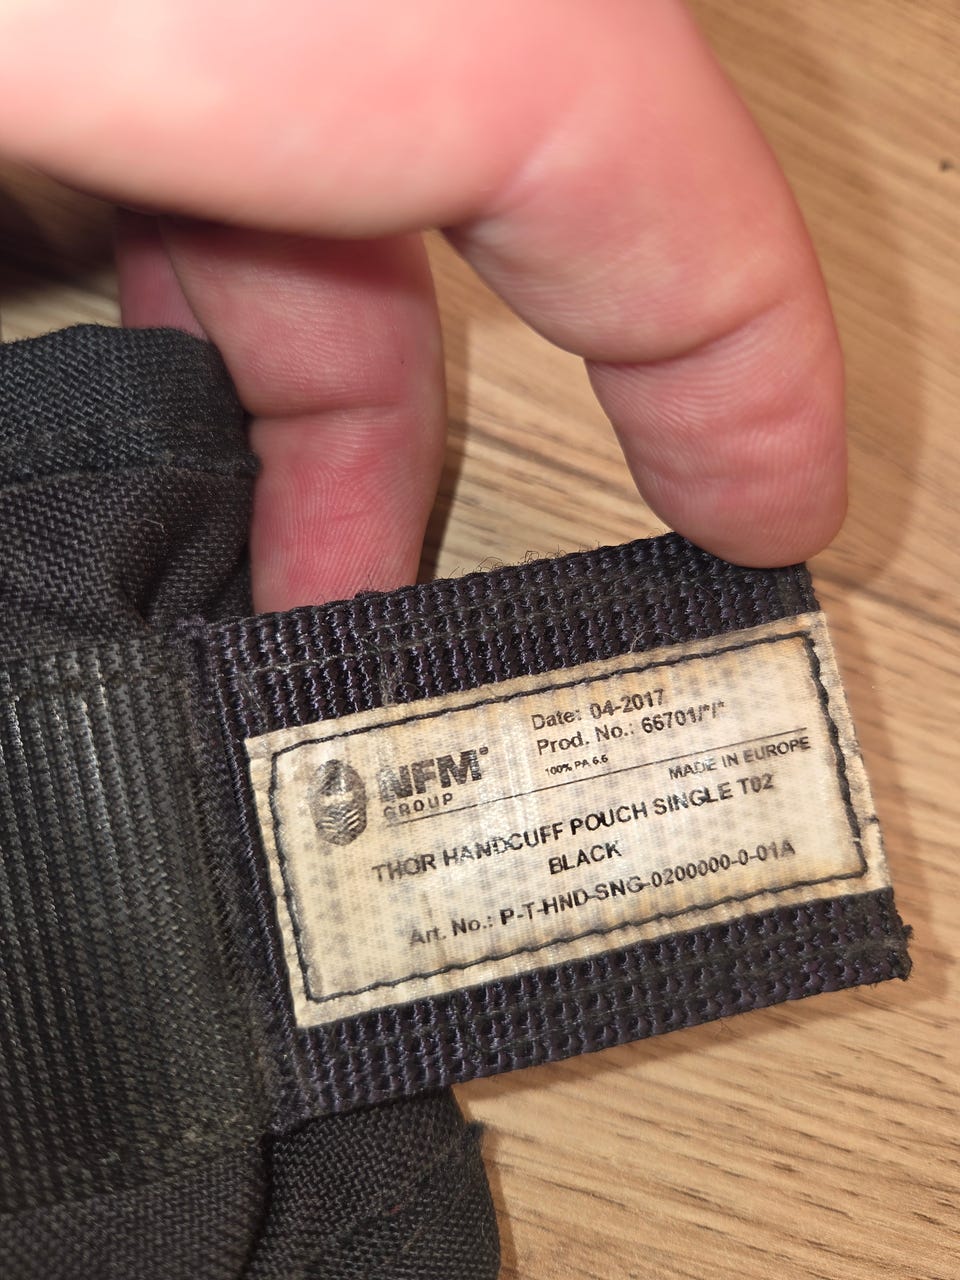 NFM
GROUP
Date: 04-2017
Prod. No.: 66701/*/*
100% PA 6.6
MADE IN EUROPE
THOR HANDCUFF POUCH SINGLE T02
BLACK
Art. No.: P-T-HND-SNG-0200000-0-01A